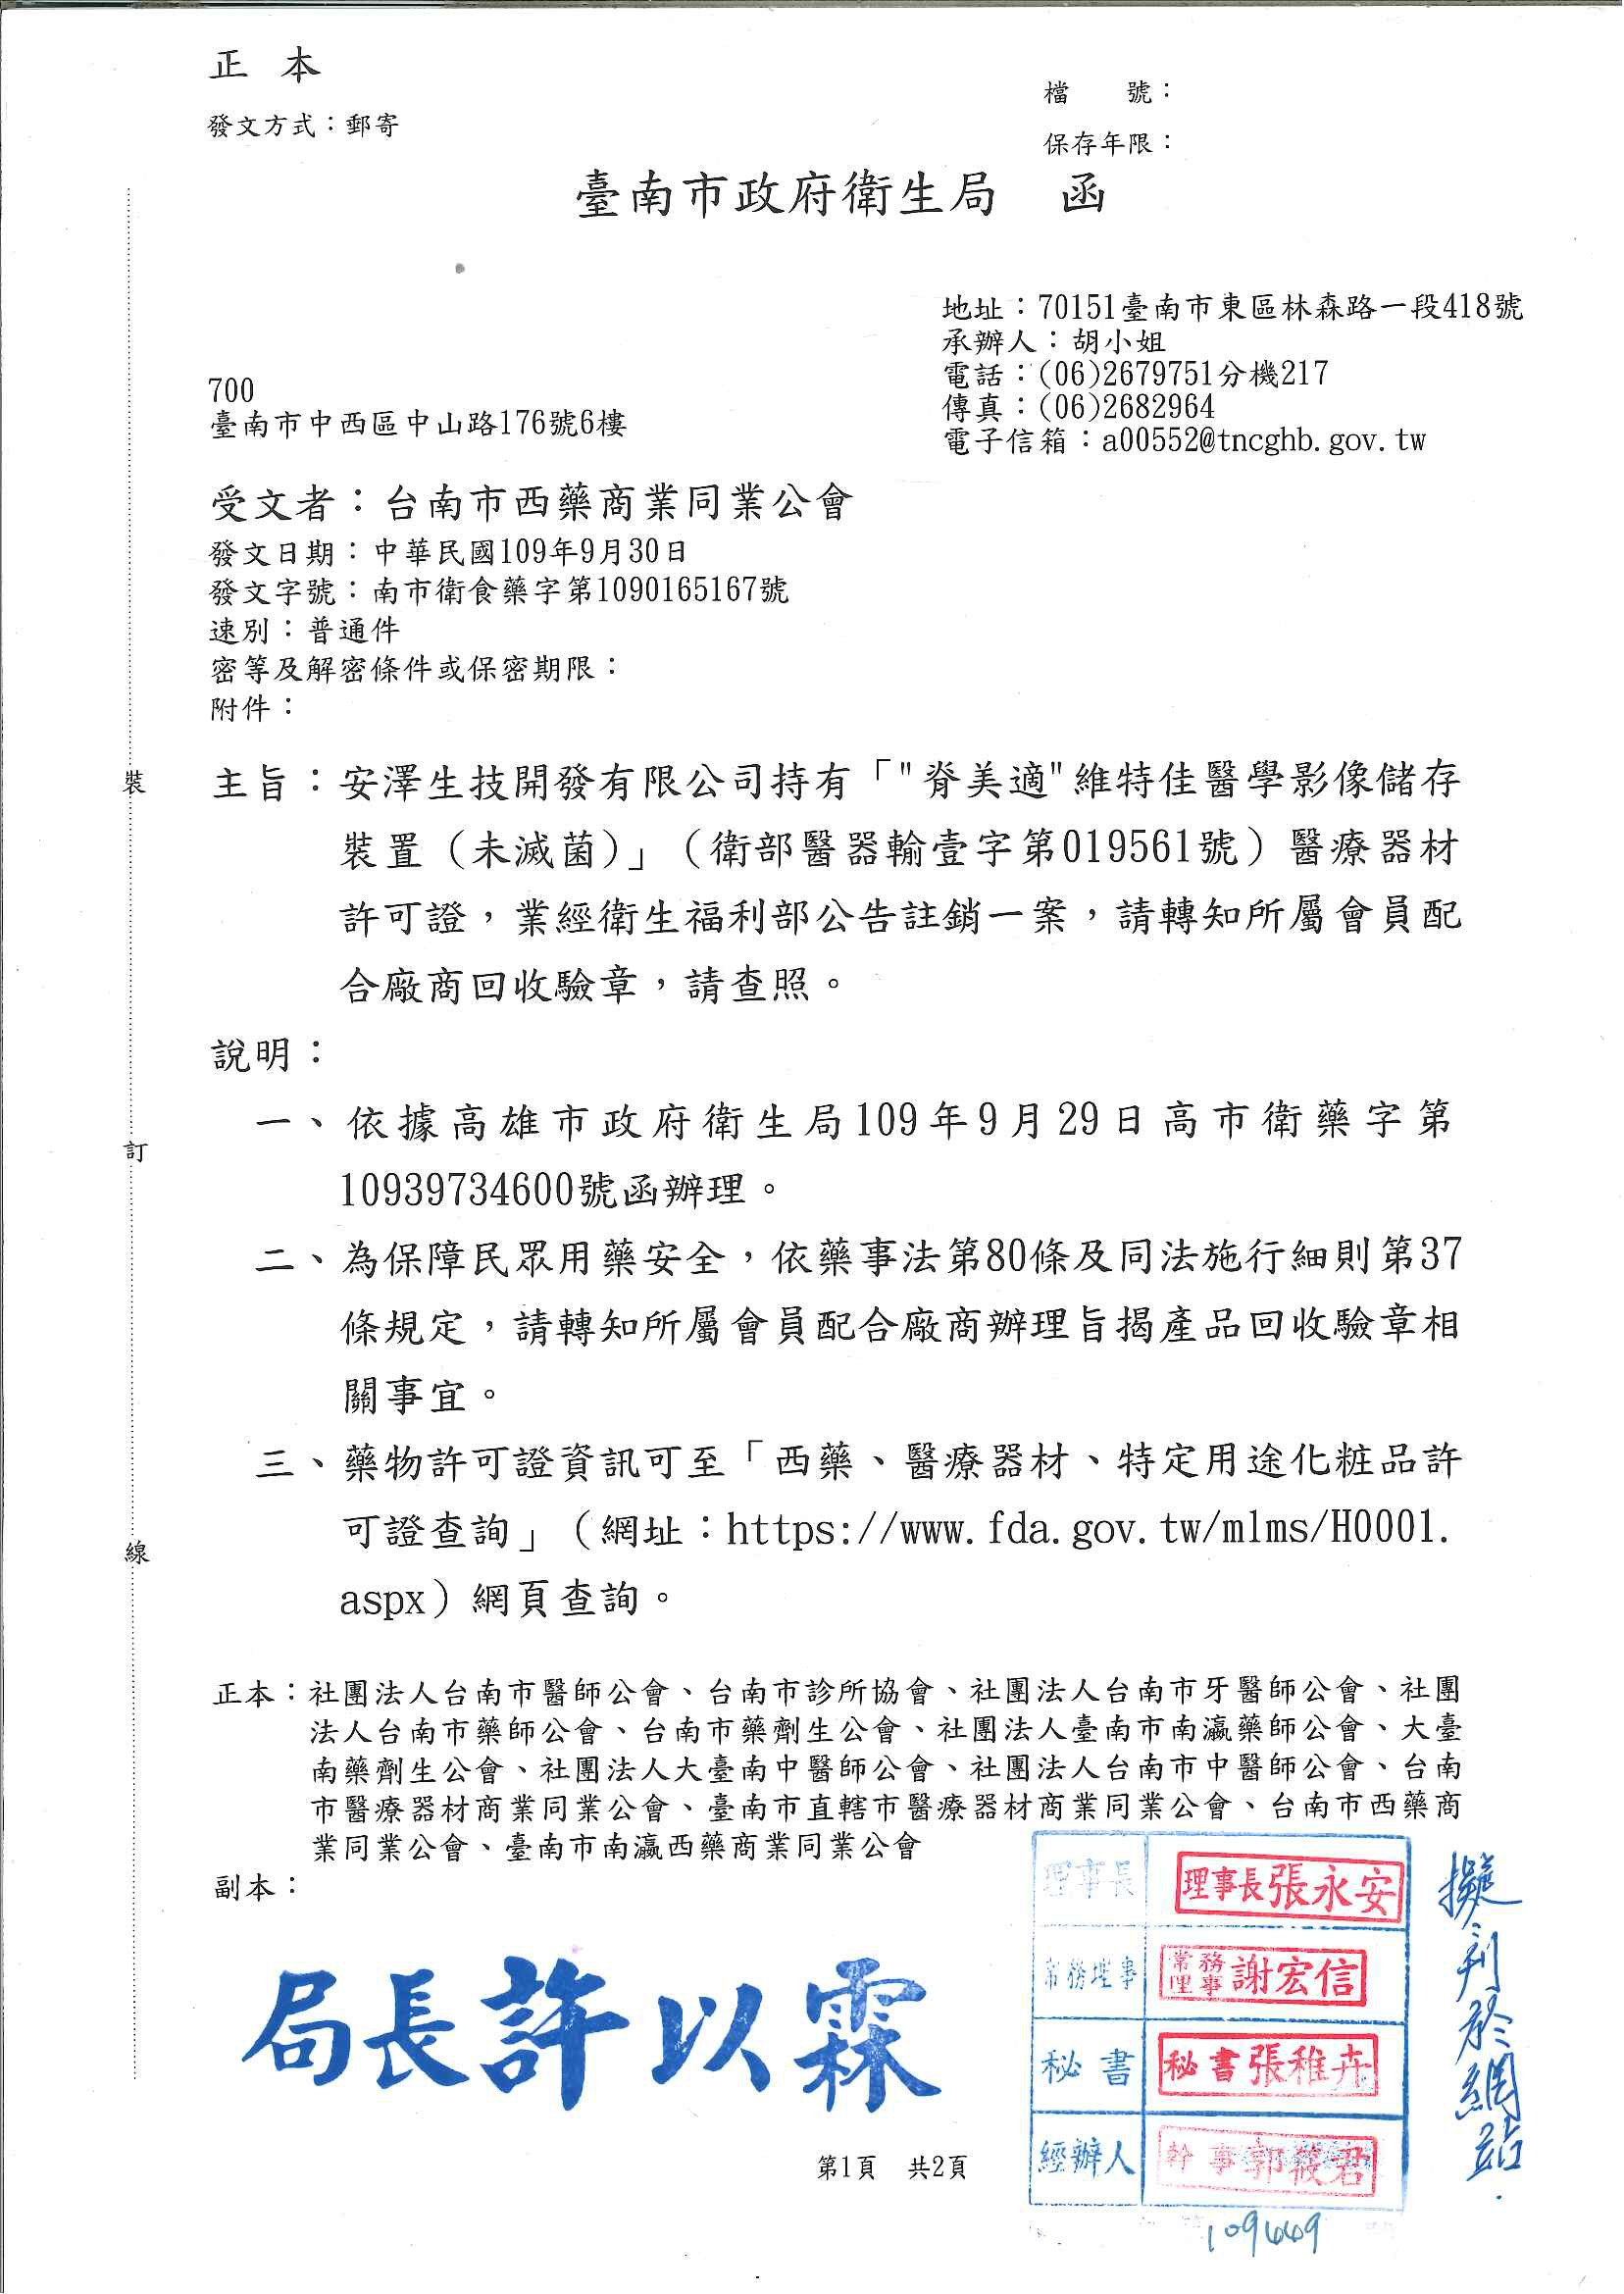 正 本
發文方式：郵寄
檔　　號：
保存年限：
臺南市政府衛生局　函
地址：70151臺南市東區林森路一段418號
承辦人：胡小姐
電話：(06)2679751分機217
傳真：(06)2682964
電子信箱：a00552@tncghb.gov.tw
700
臺南市中西區中山路176號6樓
受文者：台南市西藥商業同業公會
發文日期：中華民國109年9月30日
發文字號：南市衛食藥字第1090165167號
速別：普通件
密等及解密條件或保密期限：
附件：
主旨：安澤生技開發有限公司持有「"脊美適"維特佳醫學影像儲存
裝置（未滅菌）」（衛部醫器輸壹字第019561號）醫療器材
許可證，業經衛生福利部公告註銷一案，請轉知所屬會員配
合廠商回收驗章，請查照。
說明：
一、依據高雄市政府衛生局109年9月29日高市衛藥字第
10939734600號函辦理。
二、為保障民眾用藥安全，依藥事法第80條及同法施行細則第37
條規定，請轉知所屬會員配合廠商辦理旨揭產品回收驗章相
關事宜。
三、藥物許可證資訊可至「西藥、醫療器材、特定用途化粧品許
可證查詢」（網址：https://www.fda.gov.tw/mlms/H0001.
aspx）網頁查詢。
裝
訂
線
正本：社團法人台南市醫師公會、台南市診所協會、社團法人台南市牙醫師公會、社團
法人台南市藥師公會、台南市藥劑生公會、社團法人臺南市南瀛藥師公會、大臺
南藥劑生公會、社團法人大臺南中醫師公會、社團法人台南市中醫師公會、台南
市醫療器材商業同業公會、臺南市直轄市醫療器材商業同業公會、台南市西藥商
業同業公會、臺南市南瀛西藥商業同業公會
副本：
局長許以霖
理事長 理事長張永安
常務理事 常務理事謝宏信
秘書 秘書張稚卉
經辦人 幹事郭筱君
擬刊於網站.
109449
第1頁　共2頁